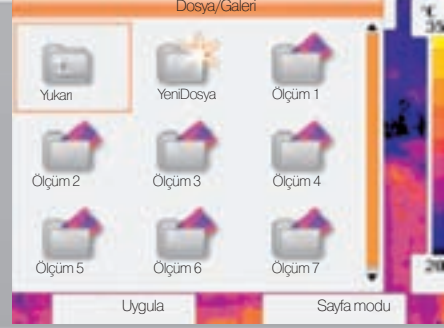 Dosya/Galeri
°C
Yukarı YeniDosya Ölçüm 1
Ölçüm 2 Ölçüm 3 Ölçüm 4
Ölçüm 5 Ölçüm 6 Ölçüm 7
Uygula Sayfa modu